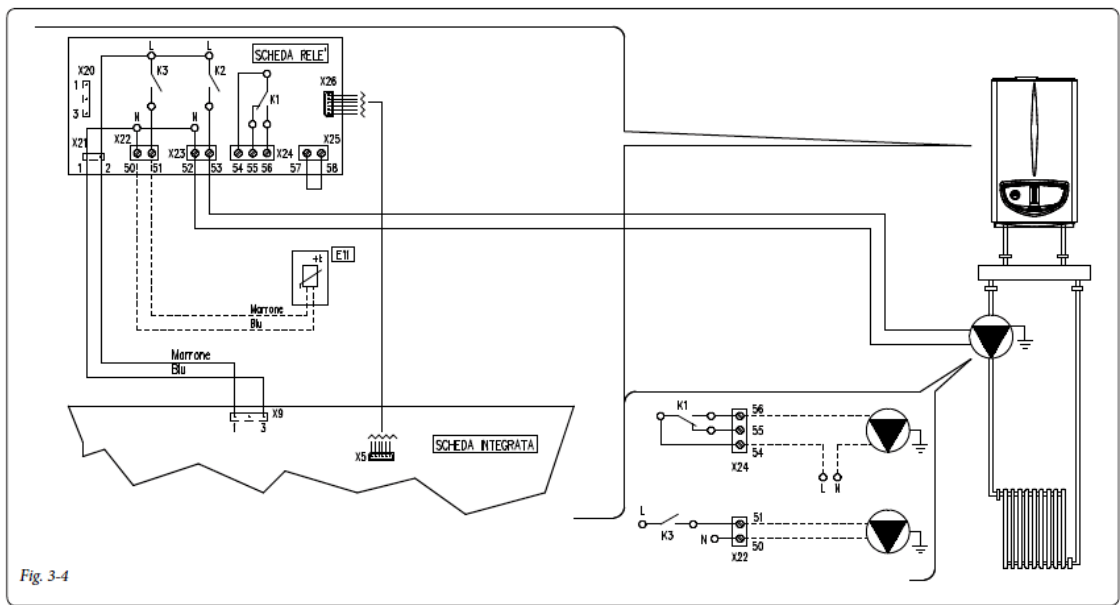 L L
SCHEDA RELE'
X20
K3
K2
X26
1
3
K1
N N
X21
X22
X23
X24
X25
1 2 50 51 52 53 54 55 56 57 58
+t
E11
Marrone
Blu
Marrone
Blu
X9
1 3
SCHEDA INTEGRATA
X5
K1
56
55
54
X24
L N
L
K3
51
N
50
X22
Fig. 3-4